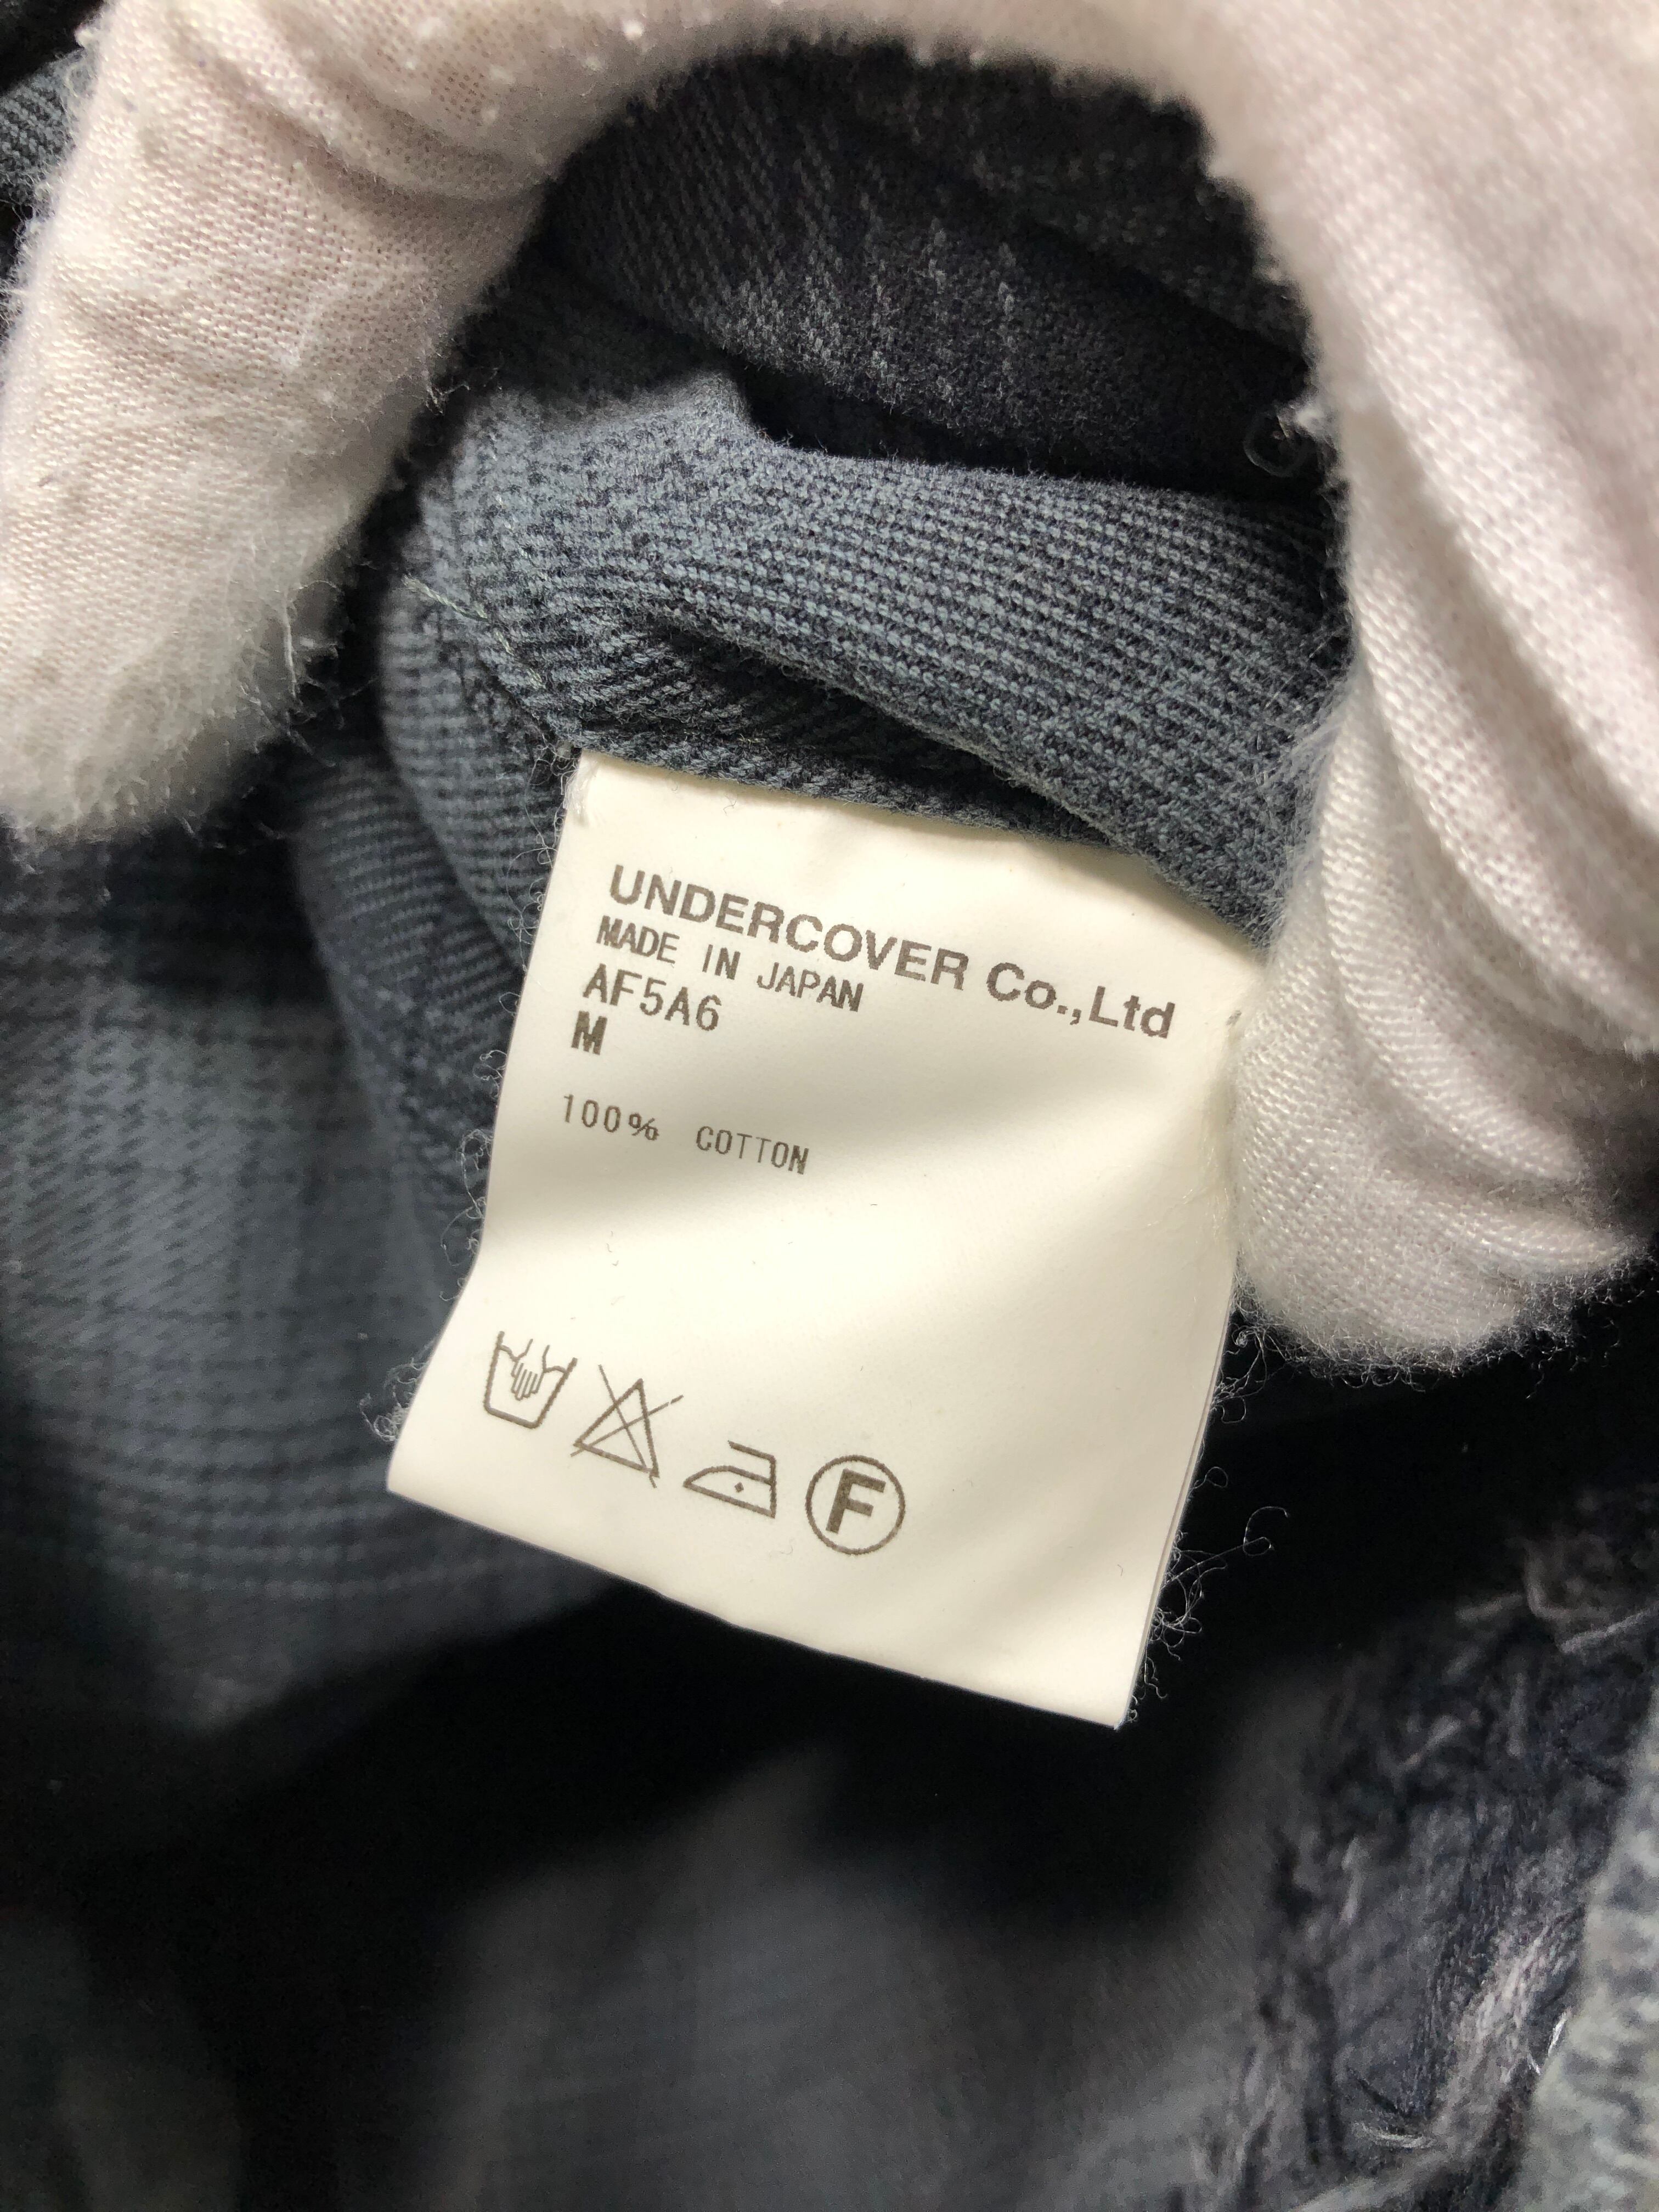 UNDERCOVER Co.,Ltd
MADE IN JAPAN
AF5A6
M
100% COTTON
F